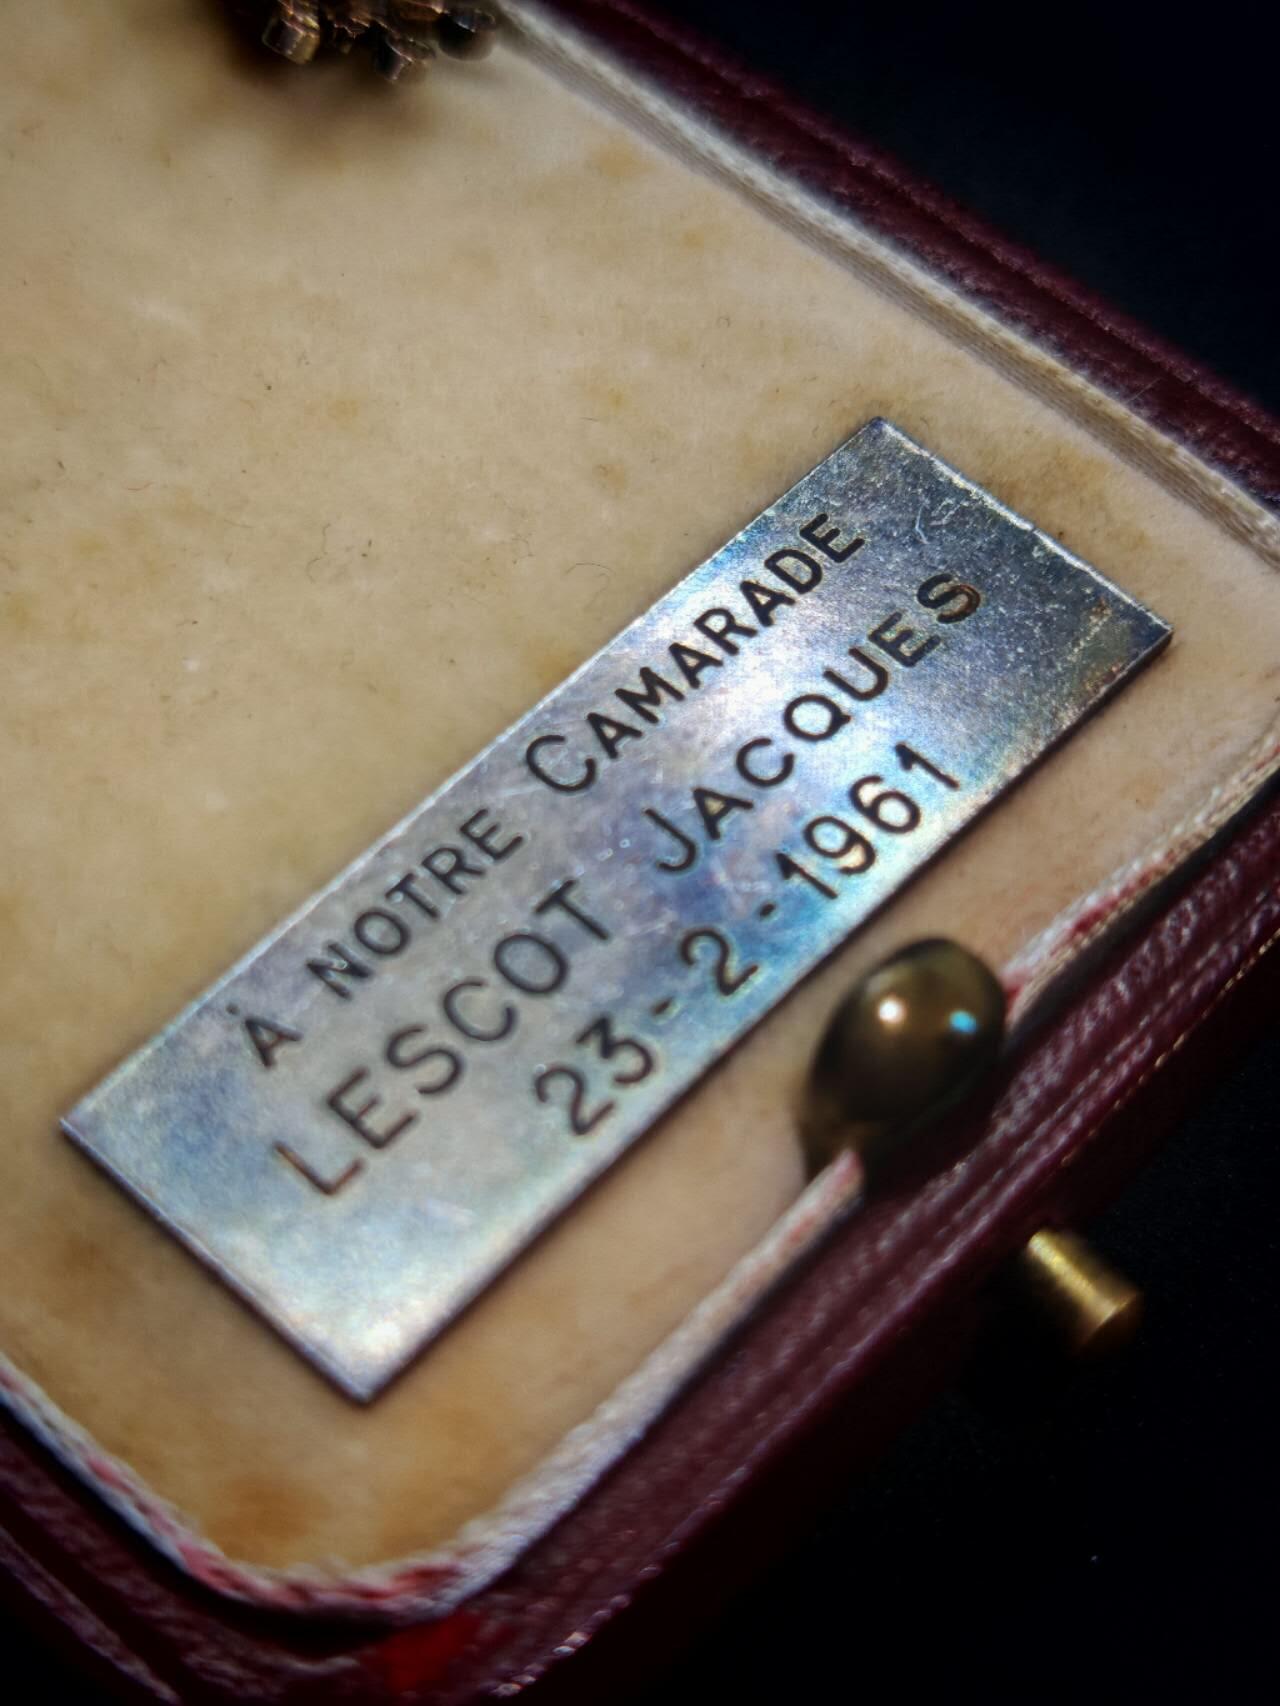 À NOTRE CAMARADE
LESCOT JACQUES
23-2-1961